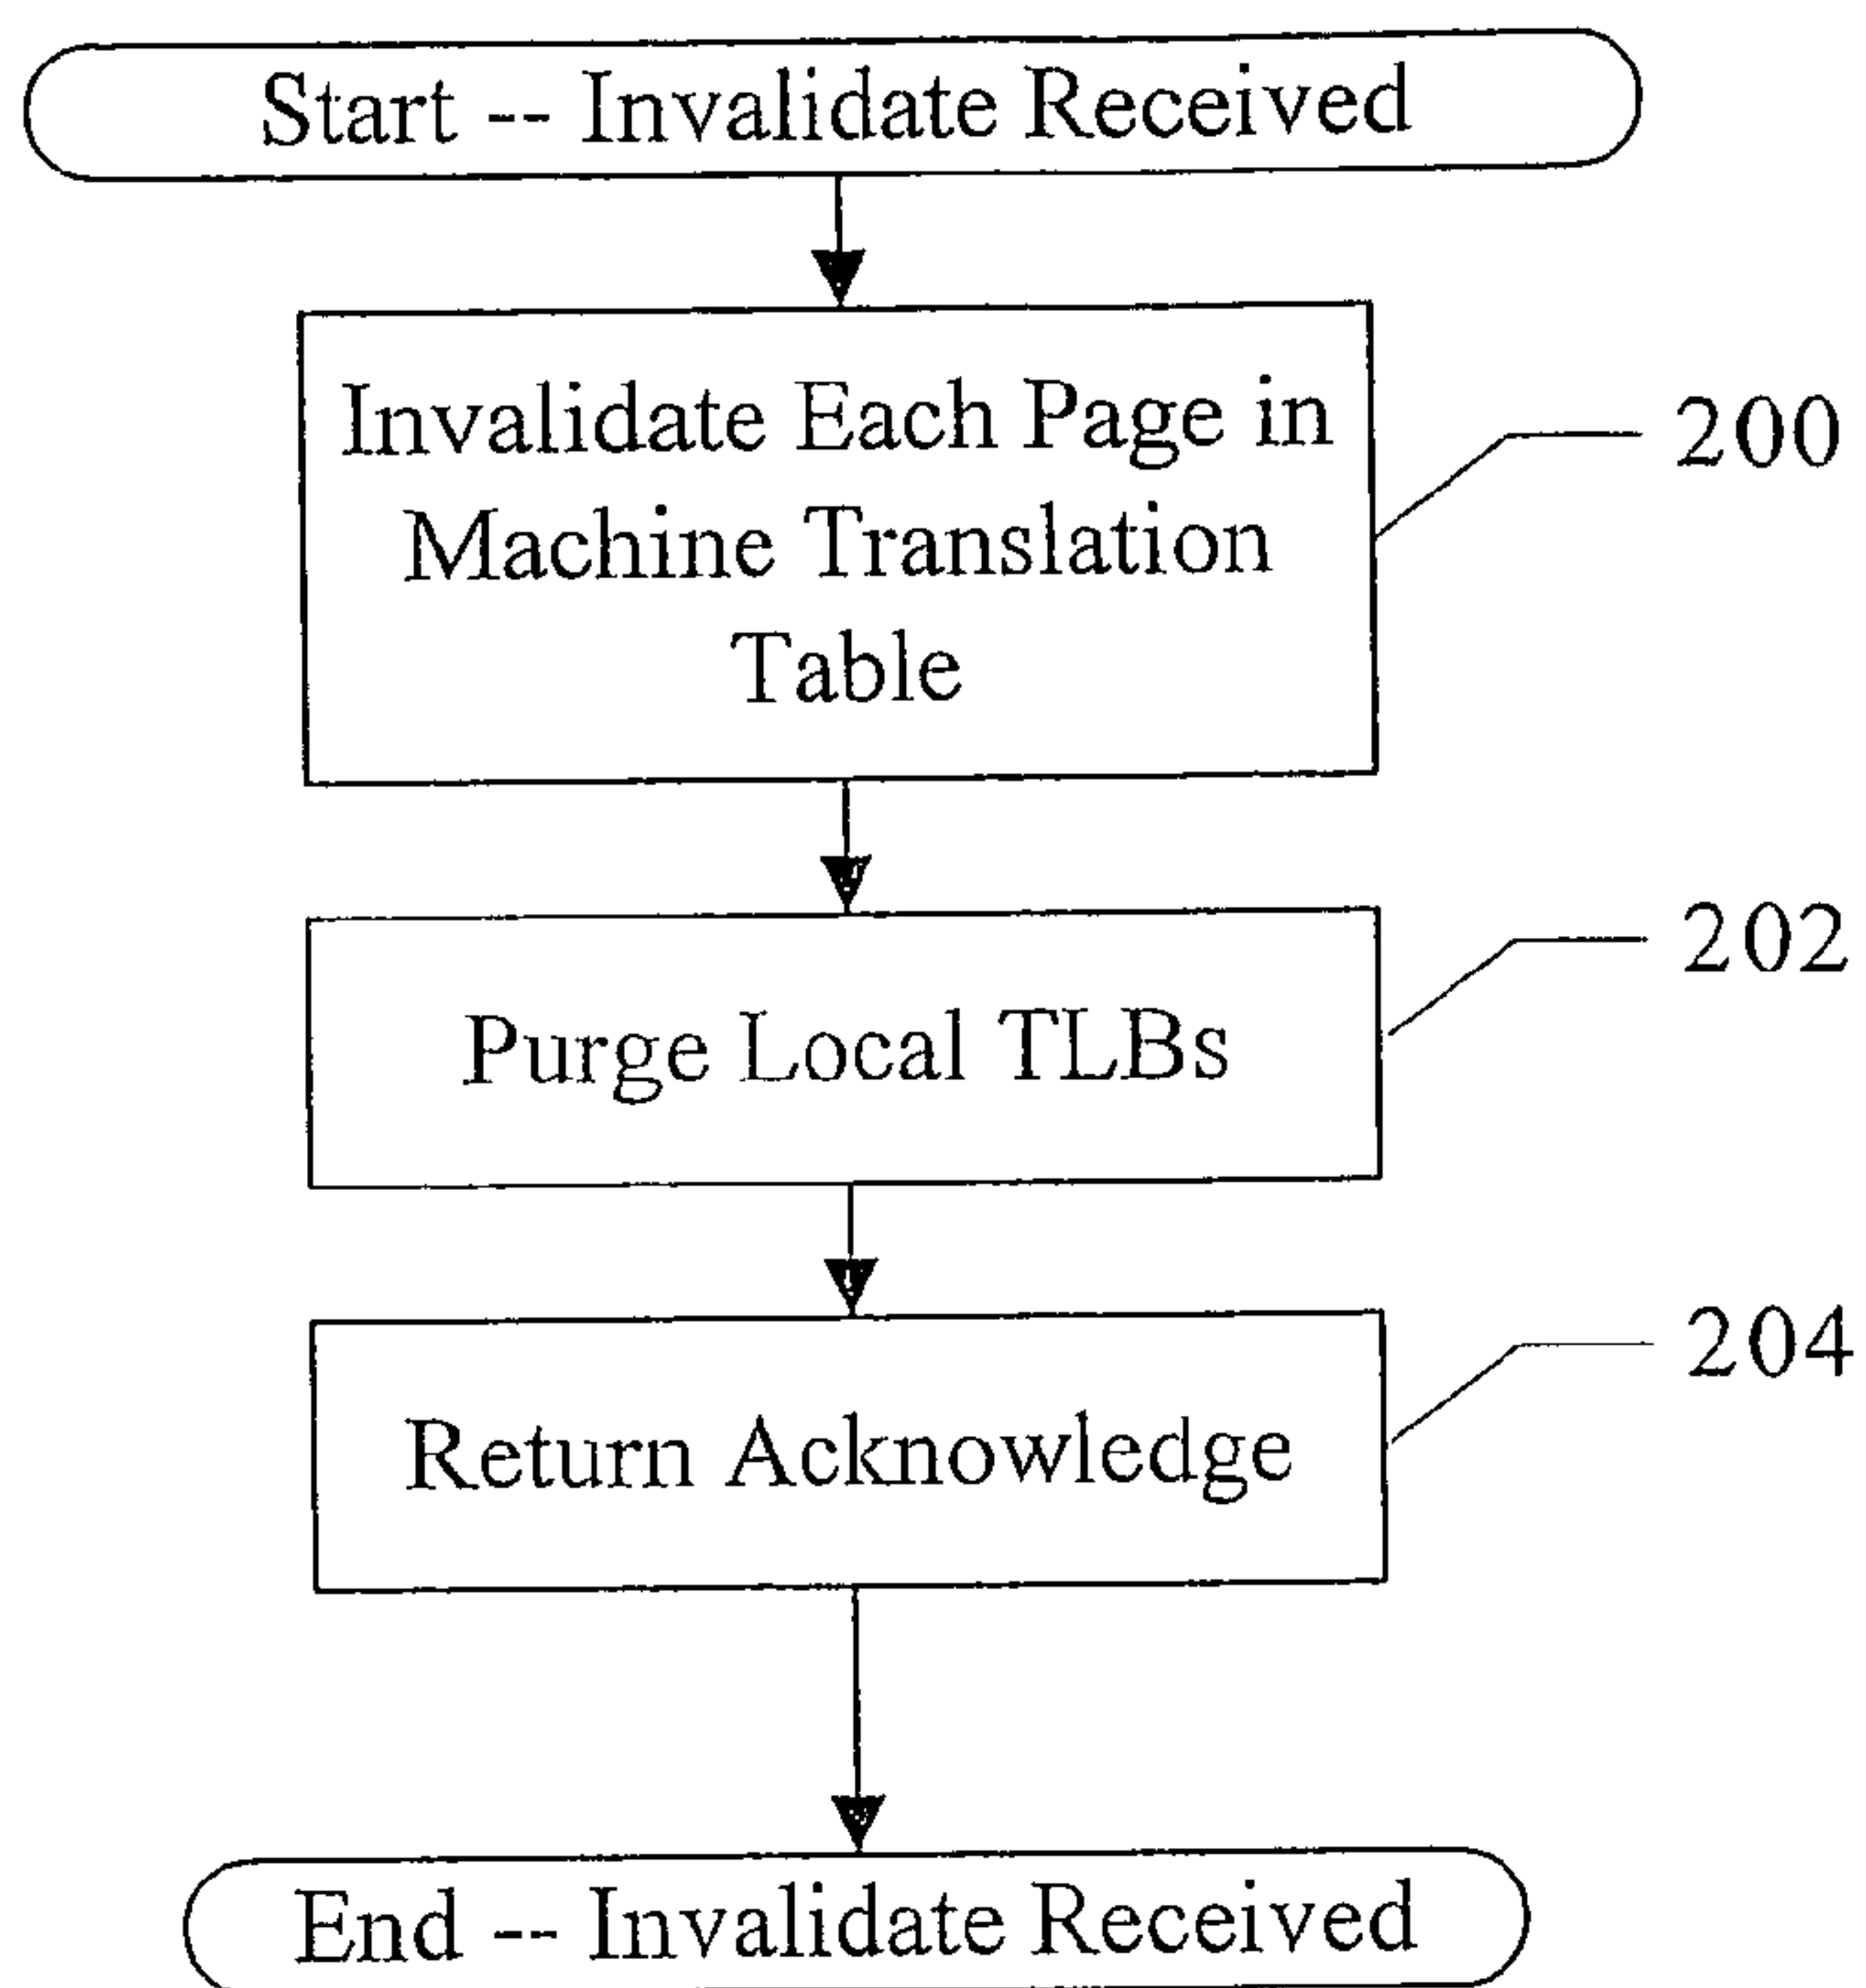 Start -- Invalidate Received
Invalidate Each Page in
Machine Translation
Table
200
Purge Local TLBs
202
Return Acknowledge
204
End -- Invalidate Received